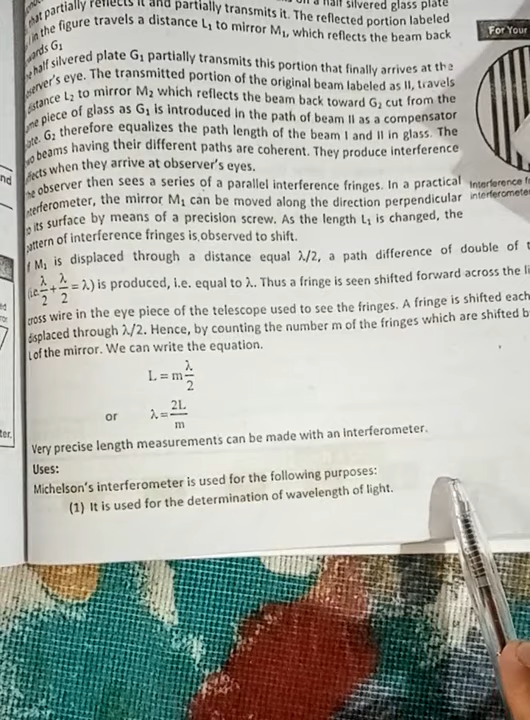 that partially reflects it and partially transmits it. The reflected portion labeled
in the figure travels a distance L₁ to mirror M₁, which reflects the beam back
wards G₁
half silvered plate G₁ partially transmits this portion that finally arrives at the
server's eye. The transmitted portion of the original beam labeled as II, travels
distance L₂ to mirror M₂ which reflects the beam back toward G₂ cut from the
piece of glass as G₁ is introduced in the path of beam II as a compensator
G₂ therefore equalizes the path length of the beam I and II in glass. The
beams having their different paths are coherent. They produce interference
ffects when they arrive at observer's eyes.
observer then sees a series of a parallel interference fringes. In a practical
nterferometer, the mirror M₁ can be moved along the direction perpendicular
its surface by means of a precision screw. As the length L₁ is changed, the
attern of interference fringes is observed to shift.
M₁ is displaced through a distance equal λ/2, a path difference of double of
(i.e. λ/2 + λ/2 = λ) is produced, i.e. equal to λ. Thus a fringe is seen shifted forward across the
cross wire in the eye piece of the telescope used to see the fringes. A fringe is shifted each
displaced through λ/2. Hence, by counting the number m of the fringes which are shifted
L of the mirror. We can write the equation.
L = m λ/2
or λ = 2L/m
Very precise length measurements can be made with an interferometer.
Uses:
Michelson's interferometer is used for the following purposes:
(1) It is used for the determination of wavelength of light.
For Your
Interference
interferometer
nd
ter.